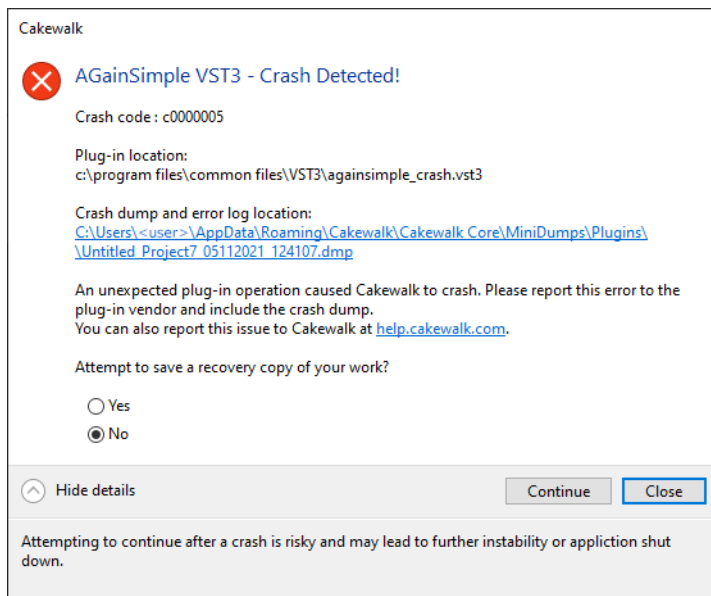 Cakewalk
AGainSimple VST3 - Crash Detected!
Crash code : c0000005
Plug-in location:
c:\program files\common files\VST3\againsimple_crash.vst3
Crash dump and error log location:
C:\Users\<user>\AppData\Roaming\Cakewalk\Cakewalk Core\MiniDumps\Plugins\
\Untitled_Project7_05112021_124107.dmp
An unexpected plug-in operation caused Cakewalk to crash. Please report this error to the
plug-in vendor and include the crash dump.
You can also report this issue to Cakewalk at help.cakewalk.com.
Attempt to save a recovery copy of your work?
Yes
No
Hide details
Continue
Close
Attempting to continue after a crash is risky and may lead to further instability or appliction shut
down.